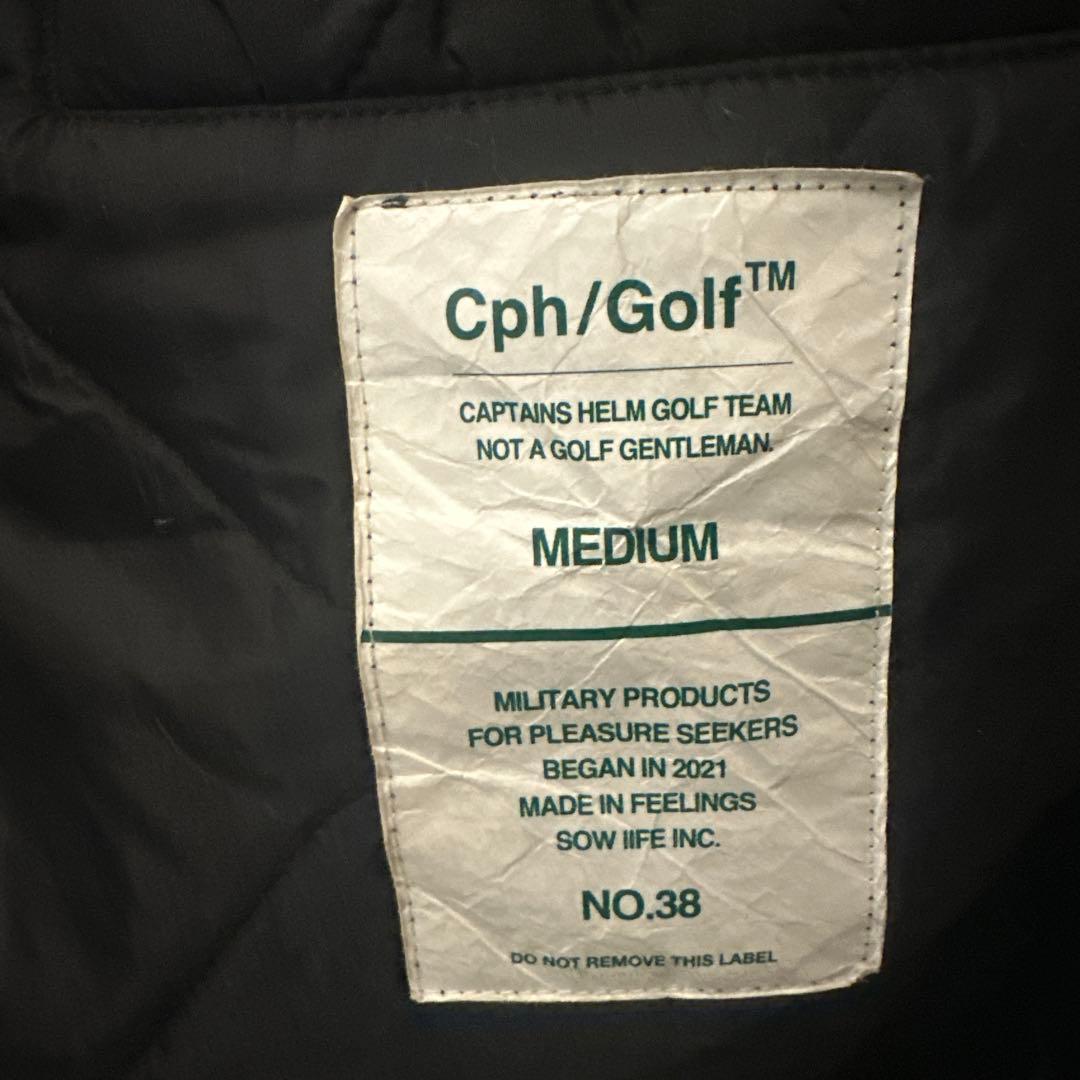 Cph/Golf™
CAPTAINS HELM GOLF TEAM
NOT A GOLF GENTLEMAN.
MEDIUM
MILITARY PRODUCTS
FOR PLEASURE SEEKERS
BEGAN IN 2021
MADE IN FEELINGS
SOW IIFE INC.
NO.38
DO NOT REMOVE THIS LABEL